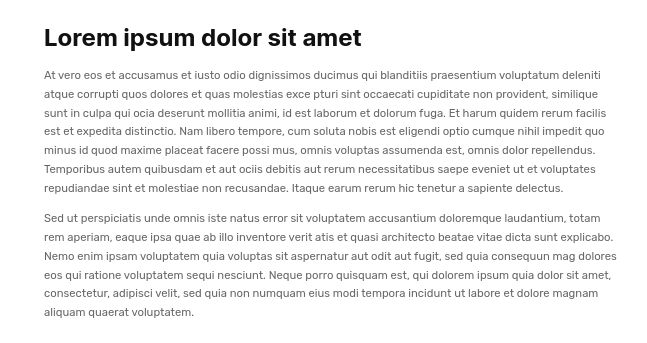 Lorem ipsum dolor sit amet
At vero eos et accusamus et iusto odio dignissimos ducimus qui blanditiis praesentium voluptatum deleniti
atque corrupti quos dolores et quas molestias exce pturi sint occaecati cupiditate non provident, similique
sunt in culpa qui ocia deserunt mollitia animi, id est laborum et dolorum fuga. Et harum quidem rerum facilis
est et expedita distinctio. Nam libero tempore, cum soluta nobis est eligendi optio cumque nihil impedit quo
minus id quod maxime placeat facere possi mus, omnis voluptas assumenda est, omnis dolor repellendus.
Temporibus autem quibusdam et aut ociis debitis aut rerum necessitatibus saepe eveniet ut et voluptates
repudiandae sint et molestiae non recusandae. Itaque earum rerum hic tenetur a sapiente delectus.
Sed ut perspiciatis unde omnis iste natus error sit voluptatem accusantium doloremque laudantium, totam
rem aperiam, eaque ipsa quae ab illo inventore verit atis et quasi architecto beatae vitae dicta sunt explicabo.
Nemo enim ipsam voluptatem quia voluptas sit aspernatur aut odit aut fugit, sed quia consequun mag dolores
eos qui ratione voluptatem sequi nesciunt. Neque porro quisquam est, qui dolorem ipsum quia dolor sit amet,
consectetur, adipisci velit, sed quia non numquam eius modi tempora incidunt ut labore et dolore magnam
aliquam quaerat voluptatem.